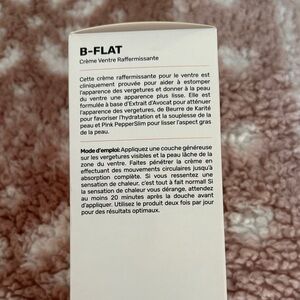 B-FLAT
Crème Ventre Raffermissante
Cette crème raffermissante pour le ventre est
cliniquement prouvée pour aider à estomper
l'apparence des vergetures et donner à la peau
du ventre une apparence plus lisse. Elle est
formulée à base d'Extrait d'Avocat pour atténuer
l'apparence des vergetures, de Beurre de Karité
pour favoriser l'hydratation et la souplesse de la
peau et Pink PepperSlim pour lisser l'aspect gras
de la peau.
Mode d'emploi: Appliquez une couche généreuse
sur les vergetures visibles et la peau lâche de la
zone du ventre. Faites pénétrer la crème en
effectuant des mouvements circulaires jusqu'à
absorption complète. Si vous ressentez une
sensation de chaleur, c'est tout à fait normal! Si
la sensation de chaleur vous dérange, attendez
au moins 20 minutes après la douche avant
d'appliquer. Utilisez le produit deux fois par jour
pour des résultats optimaux.